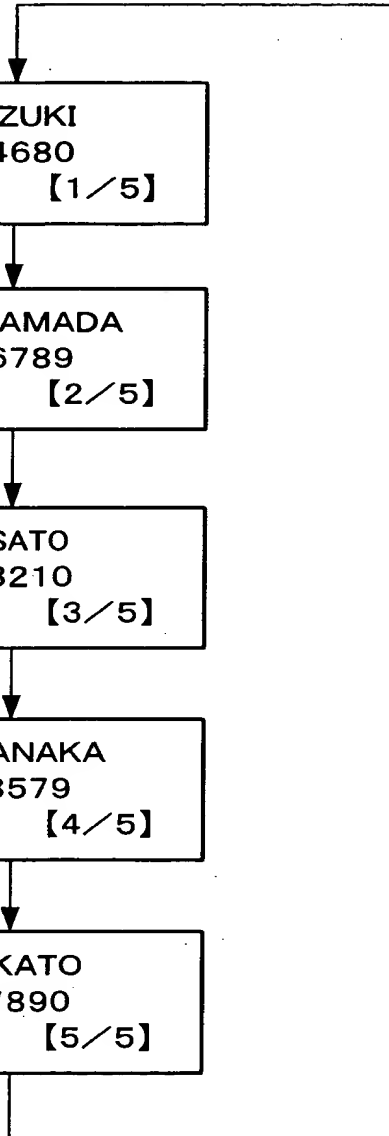 ZUKI
4680
【1／5】
AMADA
6789
【2／5】
SATO
3210
【3／5】
ANAKA
3579
【4／5】
KATO
7890
【5／5】